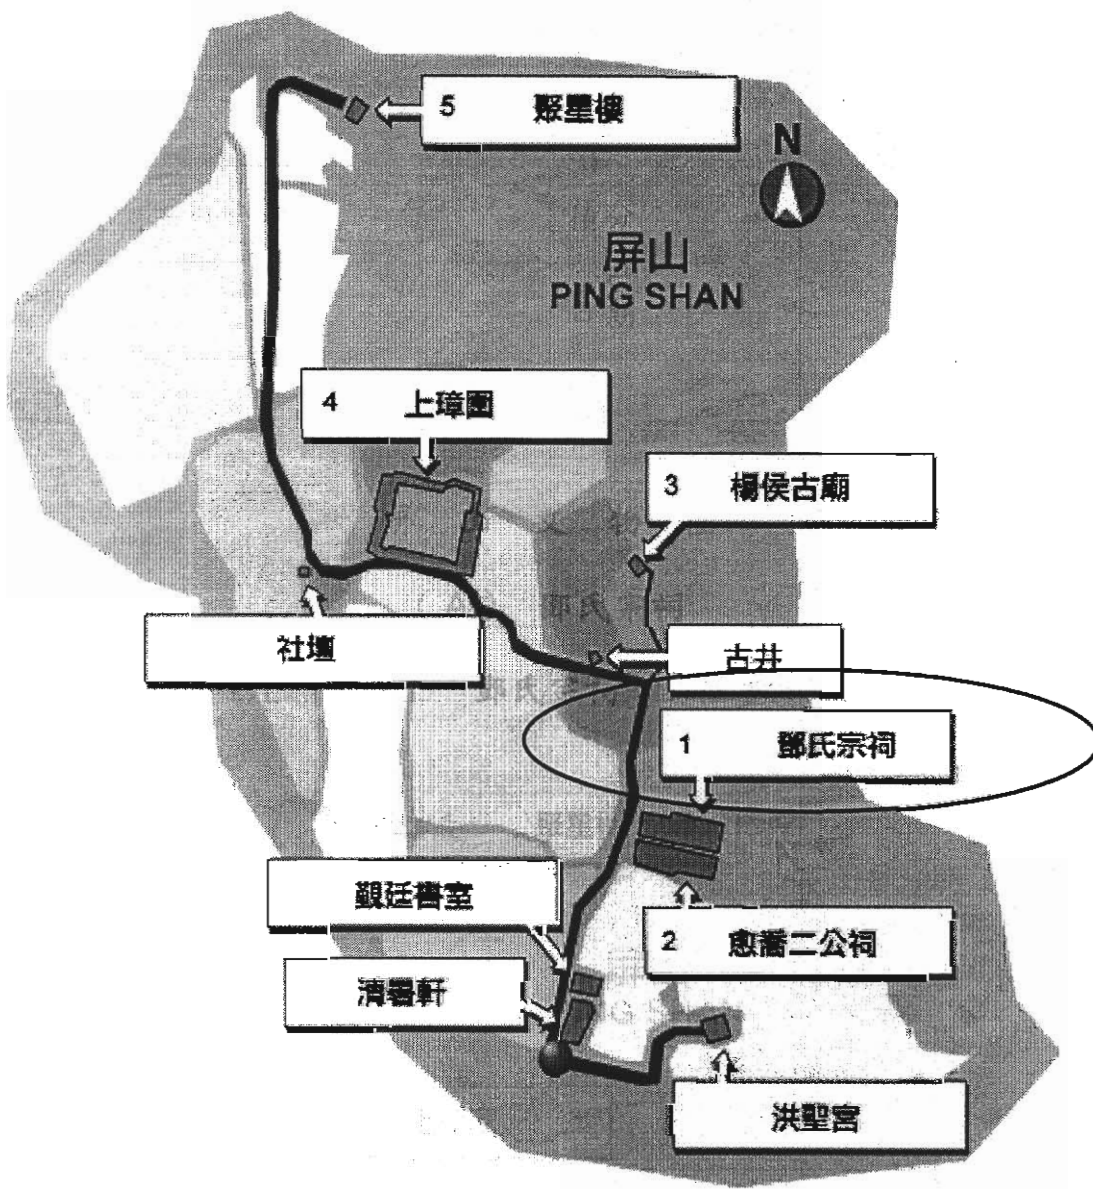 5 聚星樓
N
屏山
PING SHAN
4 上璋圍
3 楊侯古廟
社壇
古井
1 鄧氏宗祠
覲廷書室
2 愈喬二公祠
清暑軒
洪聖宮